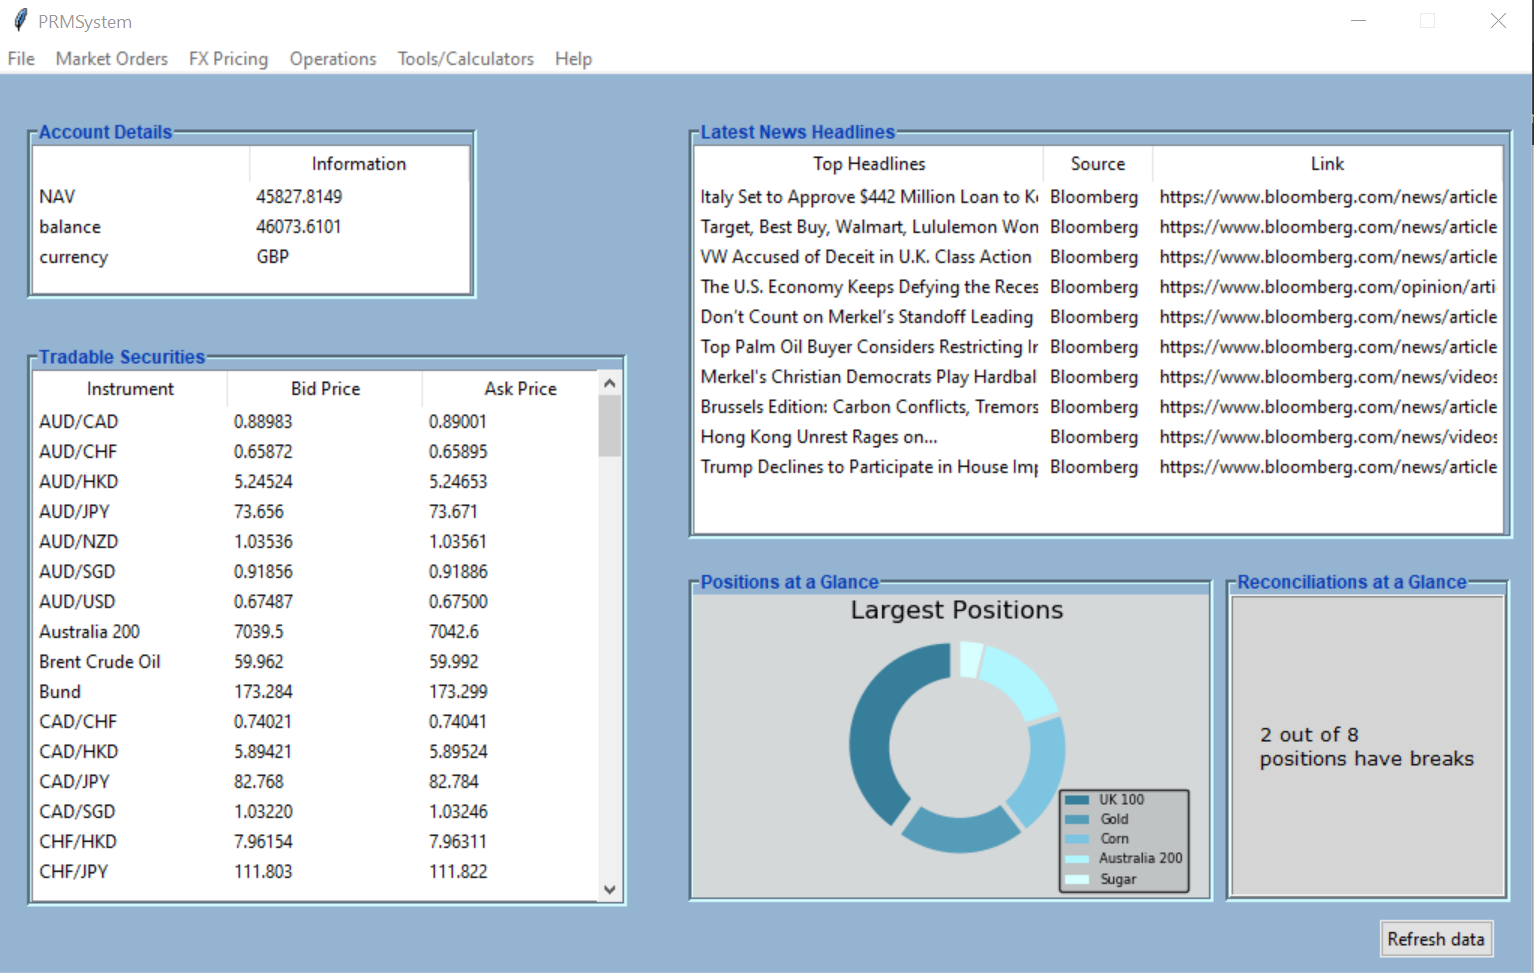 PRMSystem
File Market Orders FX Pricing Operations Tools/Calculators Help
Account Details
Information
NAV 45827.8149
balance 46073.6101
currency GBP
Tradable Securities
Instrument Bid Price Ask Price
AUD/CAD 0.88983 0.89001
AUD/CHF 0.65872 0.65895
AUD/HKD 5.24524 5.24653
AUD/JPY 73.656 73.671
AUD/NZD 1.03536 1.03561
AUD/SGD 0.91856 0.91886
AUD/USD 0.67487 0.67500
Australia 200 7039.5 7042.6
Brent Crude Oil 59.962 59.992
Bund 173.284 173.299
CAD/CHF 0.74021 0.74041
CAD/HKD 5.89421 5.89524
CAD/JPY 82.768 82.784
CAD/SGD 1.03220 1.03246
CHF/HKD 7.96154 7.96311
CHF/JPY 111.803 111.822
Latest News Headlines
Top Headlines Source Link
Italy Set to Approve $442 Million Loan to Bloomberg https://www.bloomberg.com/news/article
Target, Best Buy, Walmart, Lululemon Won Bloomberg https://www.bloomberg.com/news/article
VW Accused of Deceit in U.K. Class Action Bloomberg https://www.bloomberg.com/news/article
The U.S. Economy Keeps Defying the Reces Bloomberg https://www.bloomberg.com/opinion/arti
Don’t Count on Merkel’s Standoff Leading Bloomberg https://www.bloomberg.com/news/article
Top Palm Oil Buyer Considers Restricting Bloomberg https://www.bloomberg.com/news/article
Merkel's Christian Democrats Play Hardbal Bloomberg https://www.bloomberg.com/news/videos
Brussels Edition: Carbon Conflicts, Tremors Bloomberg https://www.bloomberg.com/news/article
Hong Kong Unrest Rages on... Bloomberg https://www.bloomberg.com/news/videos
Trump Declines to Participate in House Bloomberg https://www.bloomberg.com/news/article
Positions at a Glance
Largest Positions
UK 100
Gold
Corn
Australia 200
Sugar
Reconciliations at a Glance
2 out of 8
positions have breaks
Refresh data